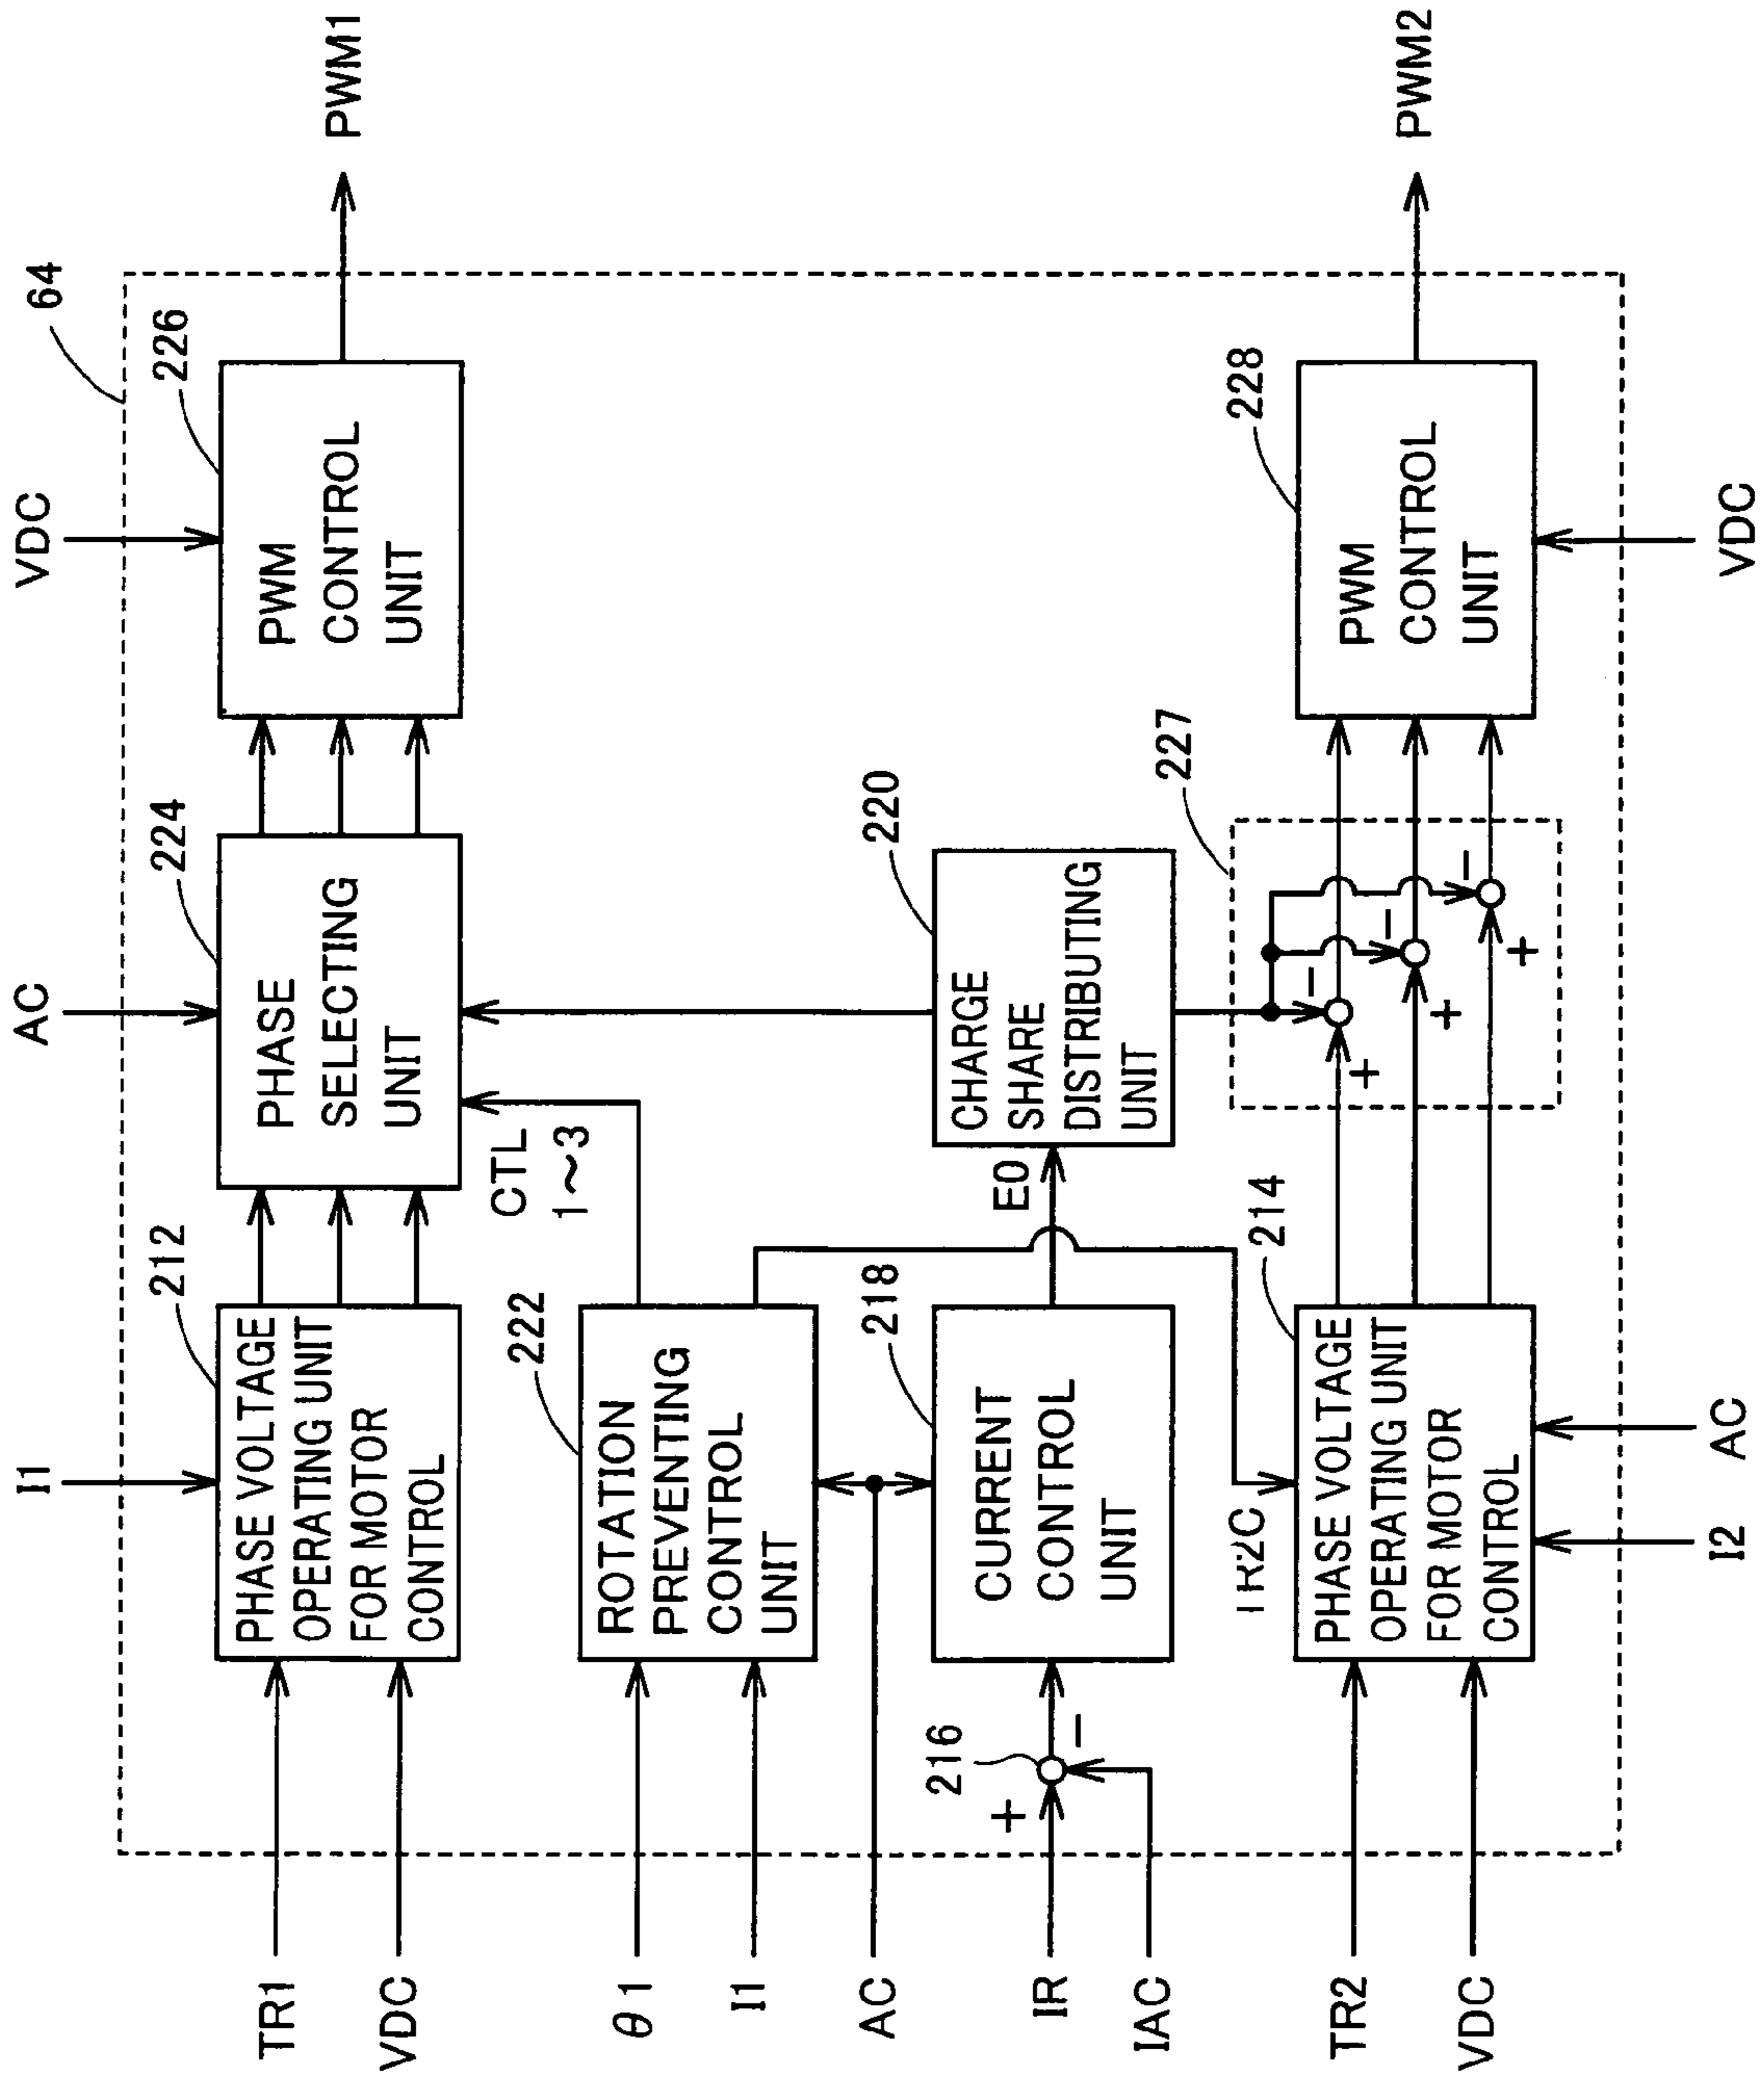 64
I1
AC
VDC
212
224
226
TR1
VDC
PHASE VOLTAGE
OPERATING UNIT
FOR MOTOR
CONTROL
PHASE
SELECTING
UNIT
PWM
CONTROL
UNIT
PWM1
CTL
1~3
222
θ1
I1
ROTATION
PREVENTING
CONTROL
UNIT
AC
218
220
216
IR
+
−
IAC
CURRENT
CONTROL
UNIT
E0
CHARGE
SHARE
DISTRIBUTING
UNIT
227
TR2C
214
228
TR2
VDC
PHASE VOLTAGE
OPERATING UNIT
FOR MOTOR
CONTROL
−
+
−
+
−
+
PWM
CONTROL
UNIT
PWM2
I2
AC
VDC